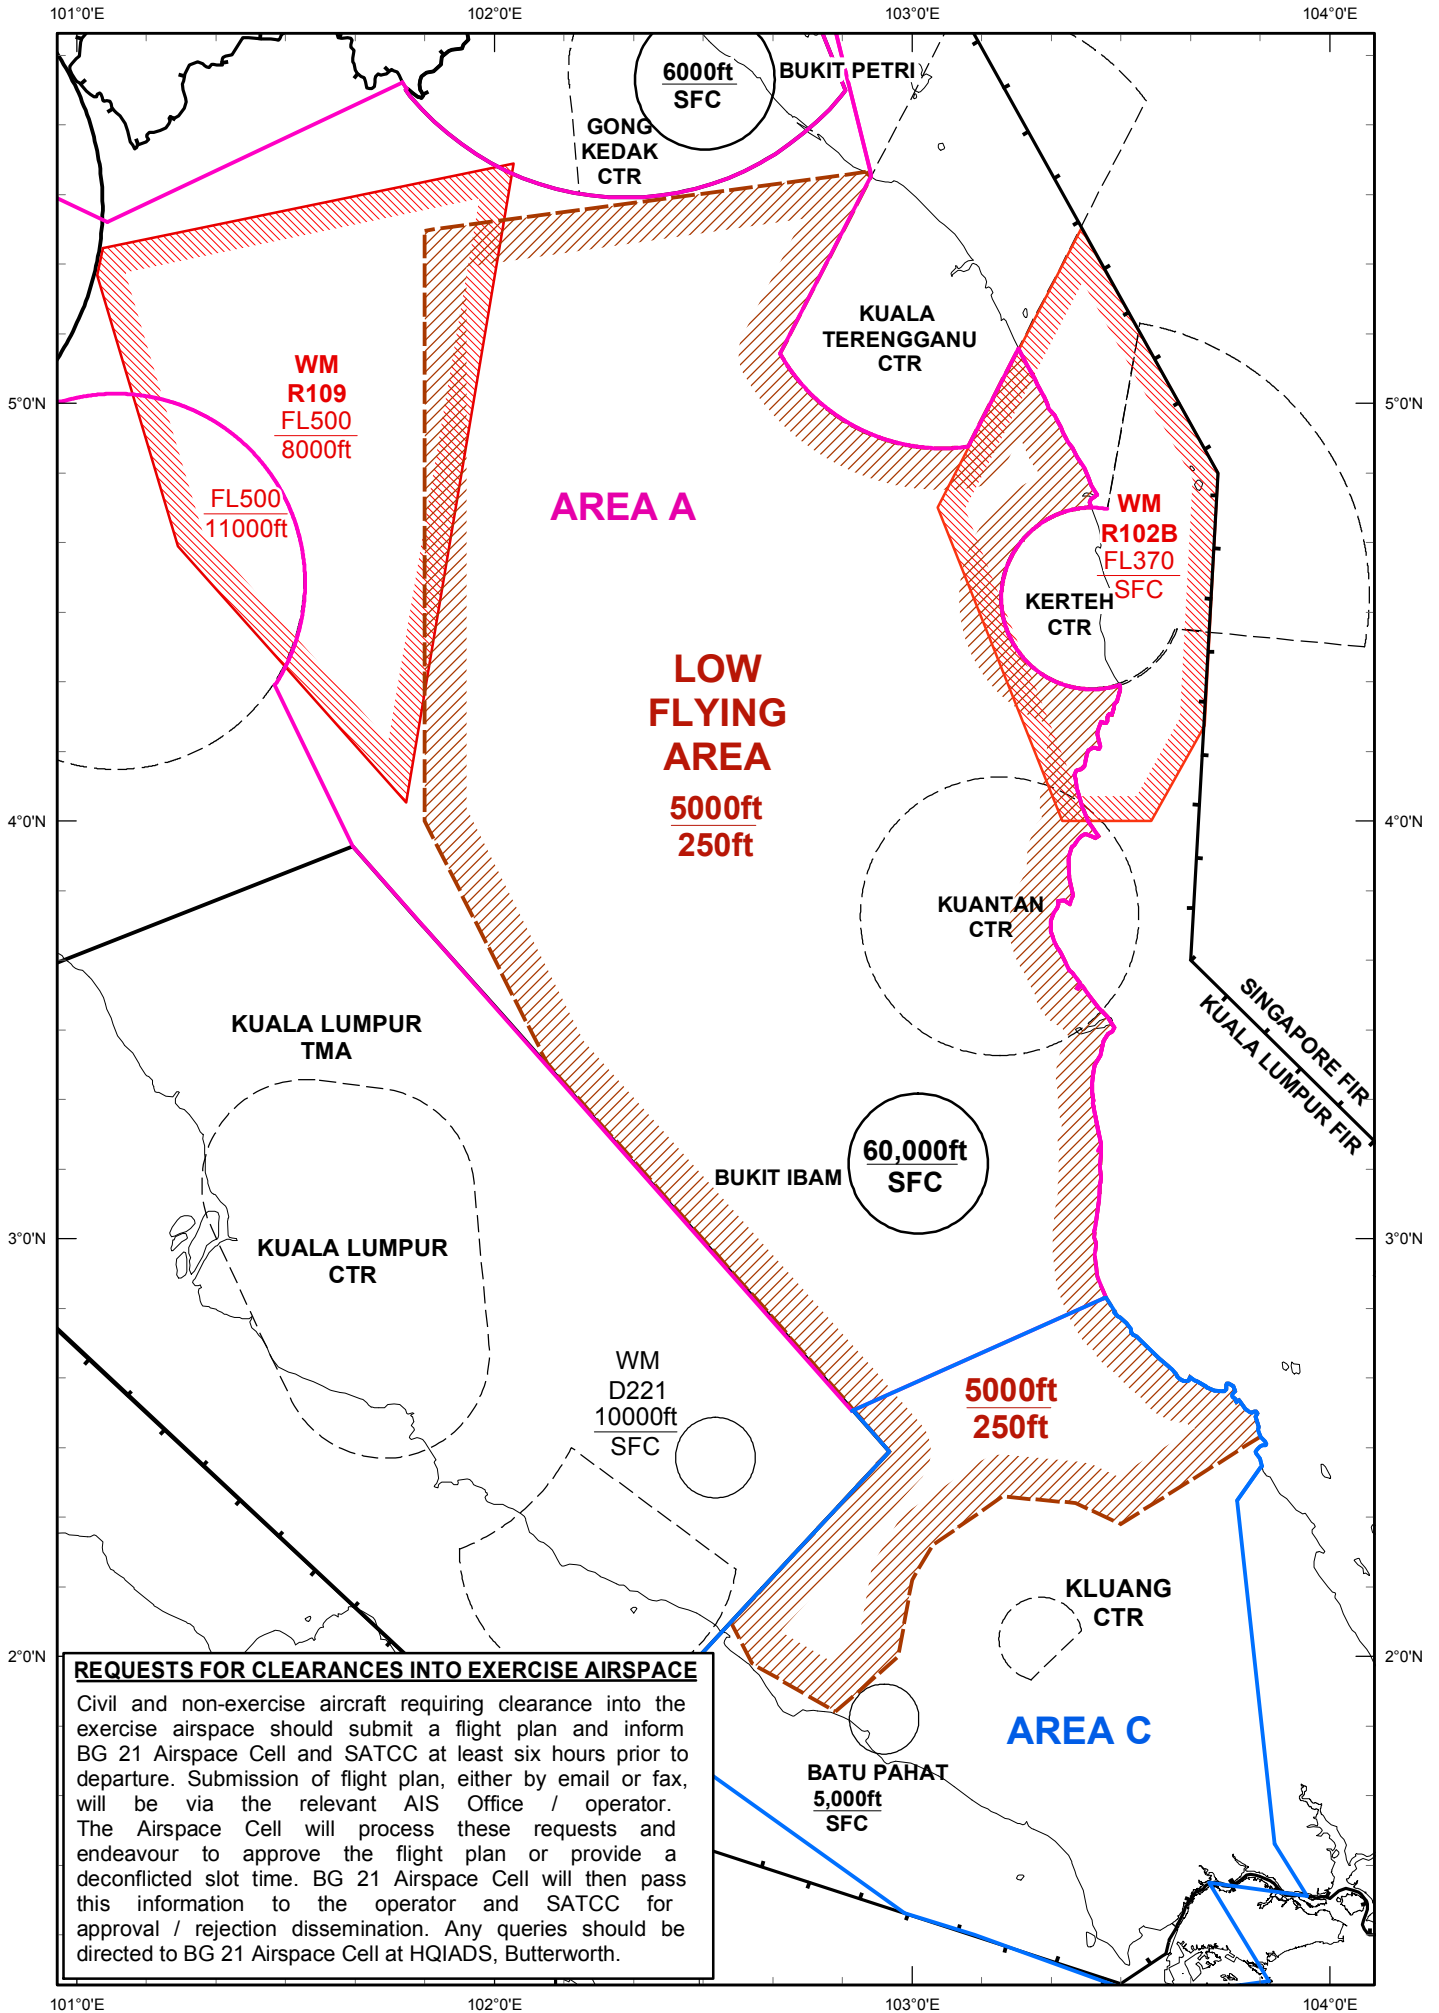 101°0'E
102°0'E
103°0'E
104°0'E
6000ft
SFC
BUKIT PETRI
GONG
KEDAK
CTR
KUALA
TERENGGANU
CTR
WM
R109
FL500
8000ft
5°0'N
5°0'N
FL500
11000ft
AREA A
WM
R102B
FL370
SFC
KERTEH
CTR
LOW
FLYING
AREA
5000ft
250ft
4°0'N
4°0'N
KUANTAN
CTR
SINGAPORE FIR
KUALA LUMPUR FIR
KUALA LUMPUR
TMA
60,000ft
SFC
BUKIT IBAM
3°0'N
3°0'N
KUALA LUMPUR
CTR
WM
D221
10000ft
SFC
5000ft
250ft
KLUANG
CTR
2°0'N
2°0'N
REQUESTS FOR CLEARANCES INTO EXERCISE AIRSPACE
Civil and non-exercise aircraft requiring clearance into the
exercise airspace should submit a flight plan and inform
BG 21 Airspace Cell and SATCC at least six hours prior to
departure. Submission of flight plan, either by email or fax,
will be via the relevant AIS Office / operator.
The Airspace Cell will process these requests and
endeavour to approve the flight plan or provide a
deconflicted slot time. BG 21 Airspace Cell will then pass
this information to the operator and SATCC for
approval / rejection dissemination. Any queries should be
directed to BG 21 Airspace Cell at HQIADS, Butterworth.
AREA C
BATU PAHAT
5,000ft
SFC
101°0'E
102°0'E
103°0'E
104°0'E